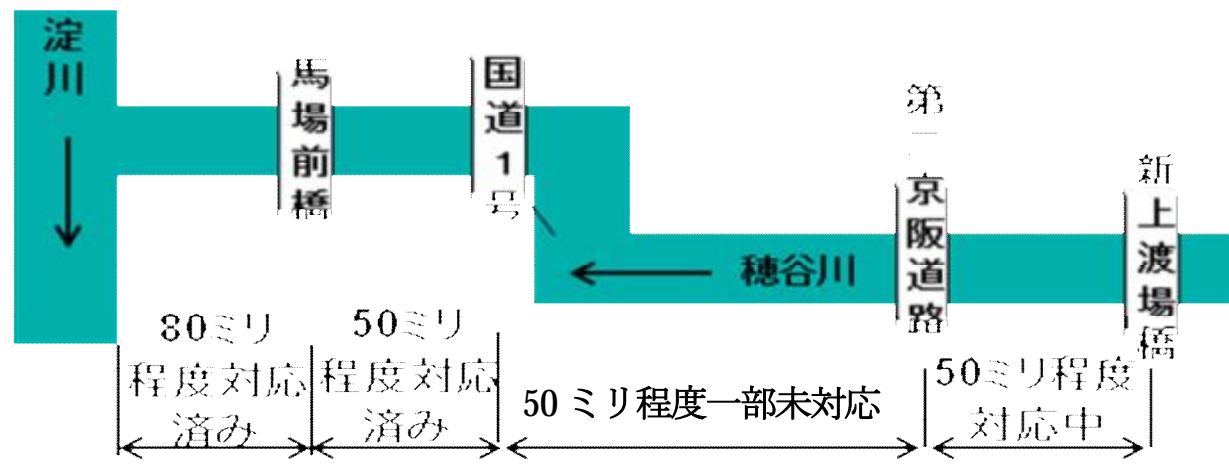 淀川
馬場前橋
国道1号
第二京阪道路
新上渡場橋
穂谷川
80ミリ
程度対応
済み
50ミリ
程度対応
済み
50ミリ程度一部未対応
50ミリ程度
対応中